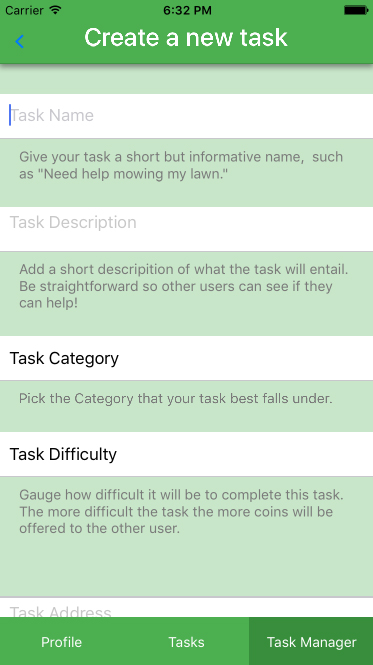 Carrier 6:32 PM
Create a new task
Task Name
Give your task a short but informative name,  such
as "Need help mowing my lawn."
Task Description
Add a short descripition of what the task will entail.
Be straightforward so other users can see if they
can help!
Task Category
Pick the Category that your task best falls under.
Task Difficulty
Gauge how difficult it will be to complete this task.
The more difficult the task the more coins will be
offered to the other user.
Task Address
Profile Tasks Task Manager